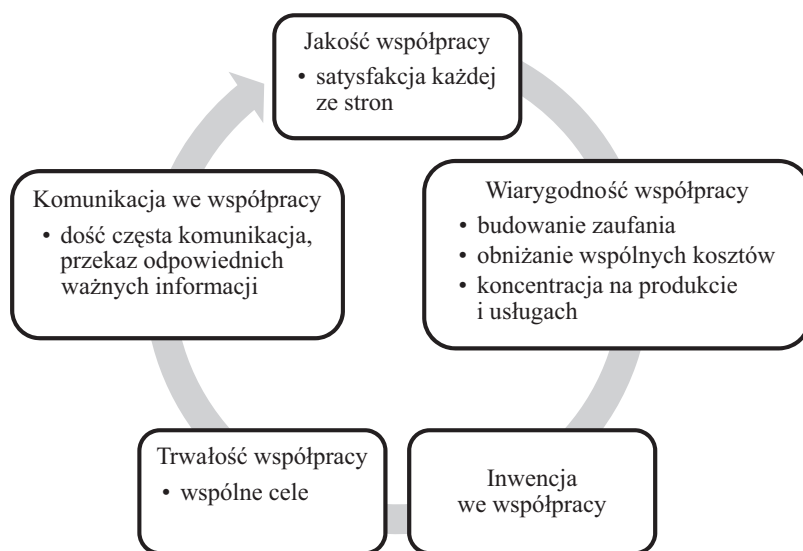 Jakość współpracy
• satysfakcja każdej
ze stron
Wiarygodność współpracy
• budowanie zaufania
• obniżanie wspólnych kosztów
• koncentracja na produkcie
i usługach
Inwencja
we współpracy
Trwałość współpracy
• wspólne cele
Komunikacja we współpracy
• dość częsta komunikacja,
przekaz odpowiednich
ważnych informacji